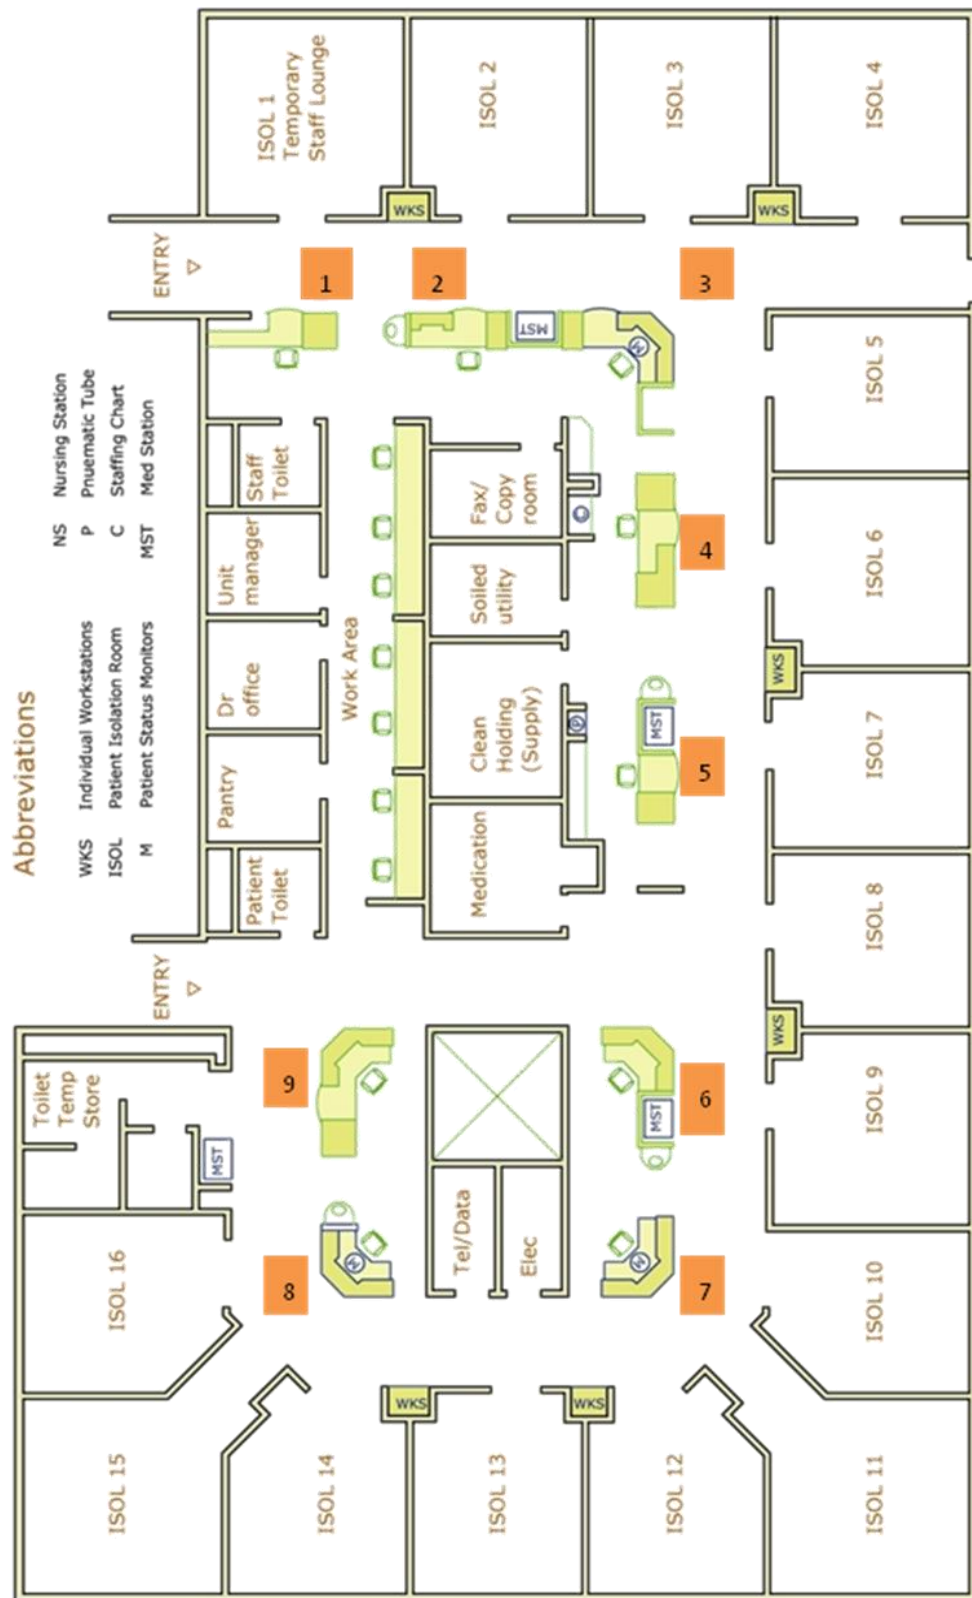 Abbreviations
WKS Individual Workstations
ISOL Patient Isolation Room
M Patient Status Monitors
NS Nursing Station
P Pnuematic Tube
C Staffing Chart
MST Med Station
ENTRY
ENTRY
ISOL 1
Temporary
Staff Lounge
ISOL 2
ISOL 3
ISOL 4
WKS
WKS
1
2
3
MST
M
ISOL 5
Staff
Toilet
Unit
manager
Dr
office
Pantry
Patient
Toilet
Work Area
Fax/
Copy
room
Soiled
utility
Clean
Holding
(Supply)
Medication
P
4
MST
5
ISOL 6
WKS
ISOL 7
ISOL 8
WKS
ISOL 9
Toilet
Temp
Store
MST
9
6
MST
Tel/Data
Elec
8
M
7
M
ISOL 16
ISOL 10
WKS
WKS
ISOL 15
ISOL 14
ISOL 13
ISOL 12
ISOL 11